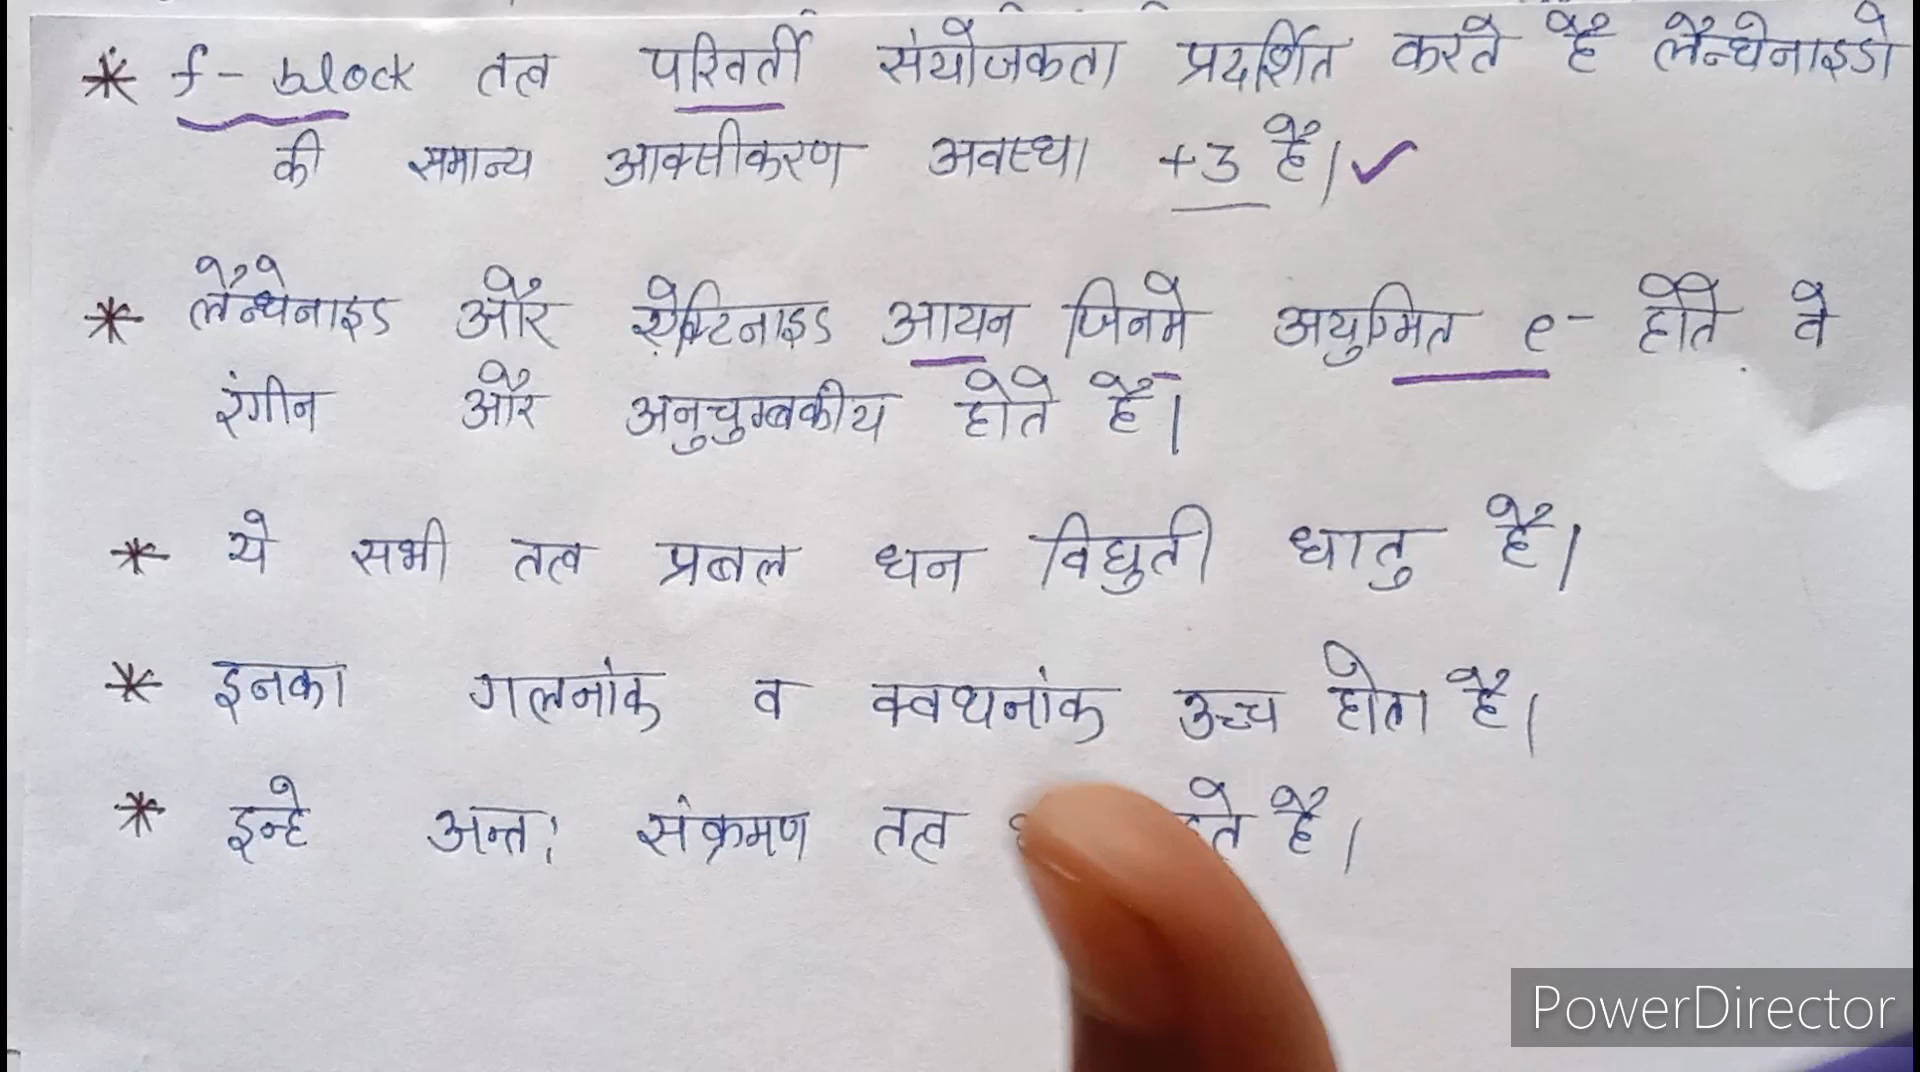 * f-block तत्व परिवर्ती संयोजकता प्रदर्शित करते है लैन्थेनाइडो
की समान्य आक्सीकरण अवस्था +3 है।
* लैन्थेनाइड और ऐक्टिनाइड आयन जिनमे अयुग्मित e- होते वे
रंगीन और अनुचुम्बकीय होते है।
* ये सभी तत्व प्रबल धन विधुती धातु है।
* इनका गलनांक व क्वथनांक उच्च होता है।
* इन्हे अन्त: संक्रमण तत्व है।
PowerDirector